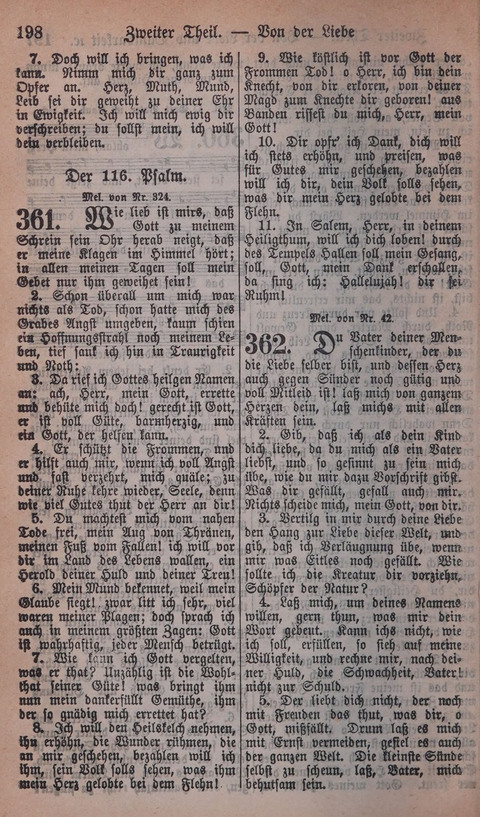 198 Zweiter Theil. — Von der Liebe
7. Doch will ich bringen, was ich
kann. Nimm mich dir ganz zum
Opfer an. Herz, Muth, Mund,
Leib sei dir geweiht zu deiner Ehr
in Ewigkeit. Ich will mich ewig dir
verschreiben; du sollst mein, ich will
dein verbleiben.
Der 116. Psalm.
Mel. von Nr. 324.
361. Wie lieb ist mirs, daß
Gott zu meinem
Schrein sein Ohr herab neigt, daß
er meine Klagen im Himmel hört;
in allen meinen Tagen soll mein
Gebet nur ihm geweihet sein!
2. Schon überall um mich war
nichts als Tod, schon hatte mich des
Grabes Angst umgeben, kaum schien
ein Hoffnungsstrahl noch meinem Le-
ben, tief sank ich hin in Traurigkeit
und Noth:
3. Da rief ich Gottes heilgen Namen
an: ach, Herr, mein Gott, errette
und behüte mich doch! gerecht ist Gott,
er ist voll Güte, barmherzig, und
ein Gott, der helfen kann.
4. Er schützt die Frommen, und
er hilft auch mir, wenn ich voll Angst
und fast verzehrt, mich quäle; zu
deiner Ruhe kehre wieder, Seele, denn
wie viel Gutes thut der Herr an dir!
5. Du machtest mich vom nahen
Tode frei, mein Aug von Thränen,
meinen Fuß vom Fallen! ich will vor
dir im Land des Lebens wallen, ein
Herold deiner Huld und deiner Treu!
6. Mein Mund bekennet, weil mein
Glaube siegt! zwar litt ich sehr, viel
waren meiner Plagen; doch sprach ich
auch in meinem größten Zagen: Gott
ist wahrhaftig, jeder Mensch betrügt.
7. Wie kann ich Gott vergelten,
was er that? Unzählig ist die Wohl-
that seiner Güte! was bringt ihm
nun mein dankerfüllt Gemüthe, ihm
der so gnädig mich errettet hat?
8. Ich will den Heilskelch nehmen,
ihn erhöhn, die Wunder rühmen, die
an mir geschehen, bezahlen will ich
ihm, sein Volk solls sehen, was ihm
mein Herz gelobte bei dem Flehn!
9. Wie köstlich ist vor Gott der
Frommen Tod! o Herr, ich bin dein
Knecht, von dir erkoren, von deiner
Magd zum Knechte dir geboren! aus
Banden rissest du mich, Herr, mein
Gott!
10. Dir opfr' ich Dank, dich will
ich stets erhöhn, und preisen, was
für Gutes mir geschehen, bezahlen
will ich dir, dein Volk solls sehen,
was dir mein Herz gelobte bei dem
Flehn.
11. In Salem, Herr, in deinem
Heiligthum, will ich dich loben! durch
des Tempels Hallen soll mein Gesang,
soll, Gott, mein Dank erschallen,
da sing ich: Hallelujah! dir sei
Ruhm!
Mel. von Nr. 42.
362. Du Vater deiner Men-
schenkinder, der du
die Liebe selber bist, und dessen Herz
auch gegen Sünder noch gütig und
voll Mitleid ist! laß mich von ganzem
Herzen dein, laß michs mit allen
Kräften sein.
2. Gib, daß ich als dein Kind
dich liebe, da du mich als ein Vater
liebst, und so gesinnt zu sein mich
übe, wie du mir dazu Vorschrift gibst.
Was dir gefällt, gefall auch mir.
Nichts scheide mich, mein Gott, von dir.
3. Vertilg in mir durch deine Liebe
den Hang zur Liebe dieser Welt, und
gib, daß ich Verläugnung übe, wenn
mir was Eitles noch gefällt. Wie
sollte ich die Kreatur dir vorziehn,
Schöpfer der Natur?
4. Laß mich, um deines Namens
willen, gern thun, was mir dein
Wort gebeut. Kann ichs nicht, wie
ich soll, erfüllen, so sieh auf meine
Willigkeit, und rechne mir, nach dei-
ner Huld, die Schwachheit, Vater!
nicht zur Schuld.
5. Der liebt dich nicht, der noch
mit Freuden das thut, was dir, o
Gott, mißfällt. Drum laß es mich
mit Ernst vermeiden, gefiel es auch
der ganzen Welt. Die kleinste Sünde
selbst zu scheun, laß, Vater, mich
behutsam sein.